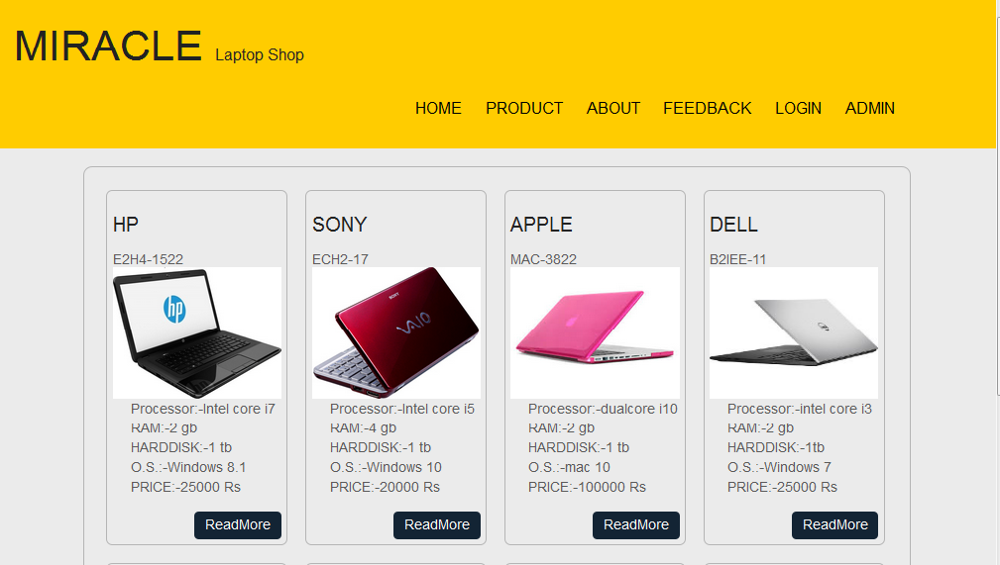 MIRACLE Laptop Shop
HOME PRODUCT ABOUT FEEDBACK LOGIN ADMIN
HP
E2H4-1522
hp
Processor:-Intel core i7
RAM:-2 gb
HARDDISK:-1 tb
O.S.:-Windows 8.1
PRICE:-25000 Rs
ReadMore
SONY
ECH2-17
SONY
VAIO
Processor:-Intel core i5
RAM:-4 gb
HARDDISK:-1 tb
O.S.:-Windows 10
PRICE:-20000 Rs
ReadMore
APPLE
MAC-3822
Processor:-dualcore i10
RAM:-2 gb
HARDDISK:-1 tb
O.S.:-mac 10
PRICE:-100000 Rs
ReadMore
DELL
B2IEE-11
DELL
Processor:-intel core i3
RAM:-2 gb
HARDDISK:-1tb
O.S.:-Windows 7
PRICE:-25000 Rs
ReadMore